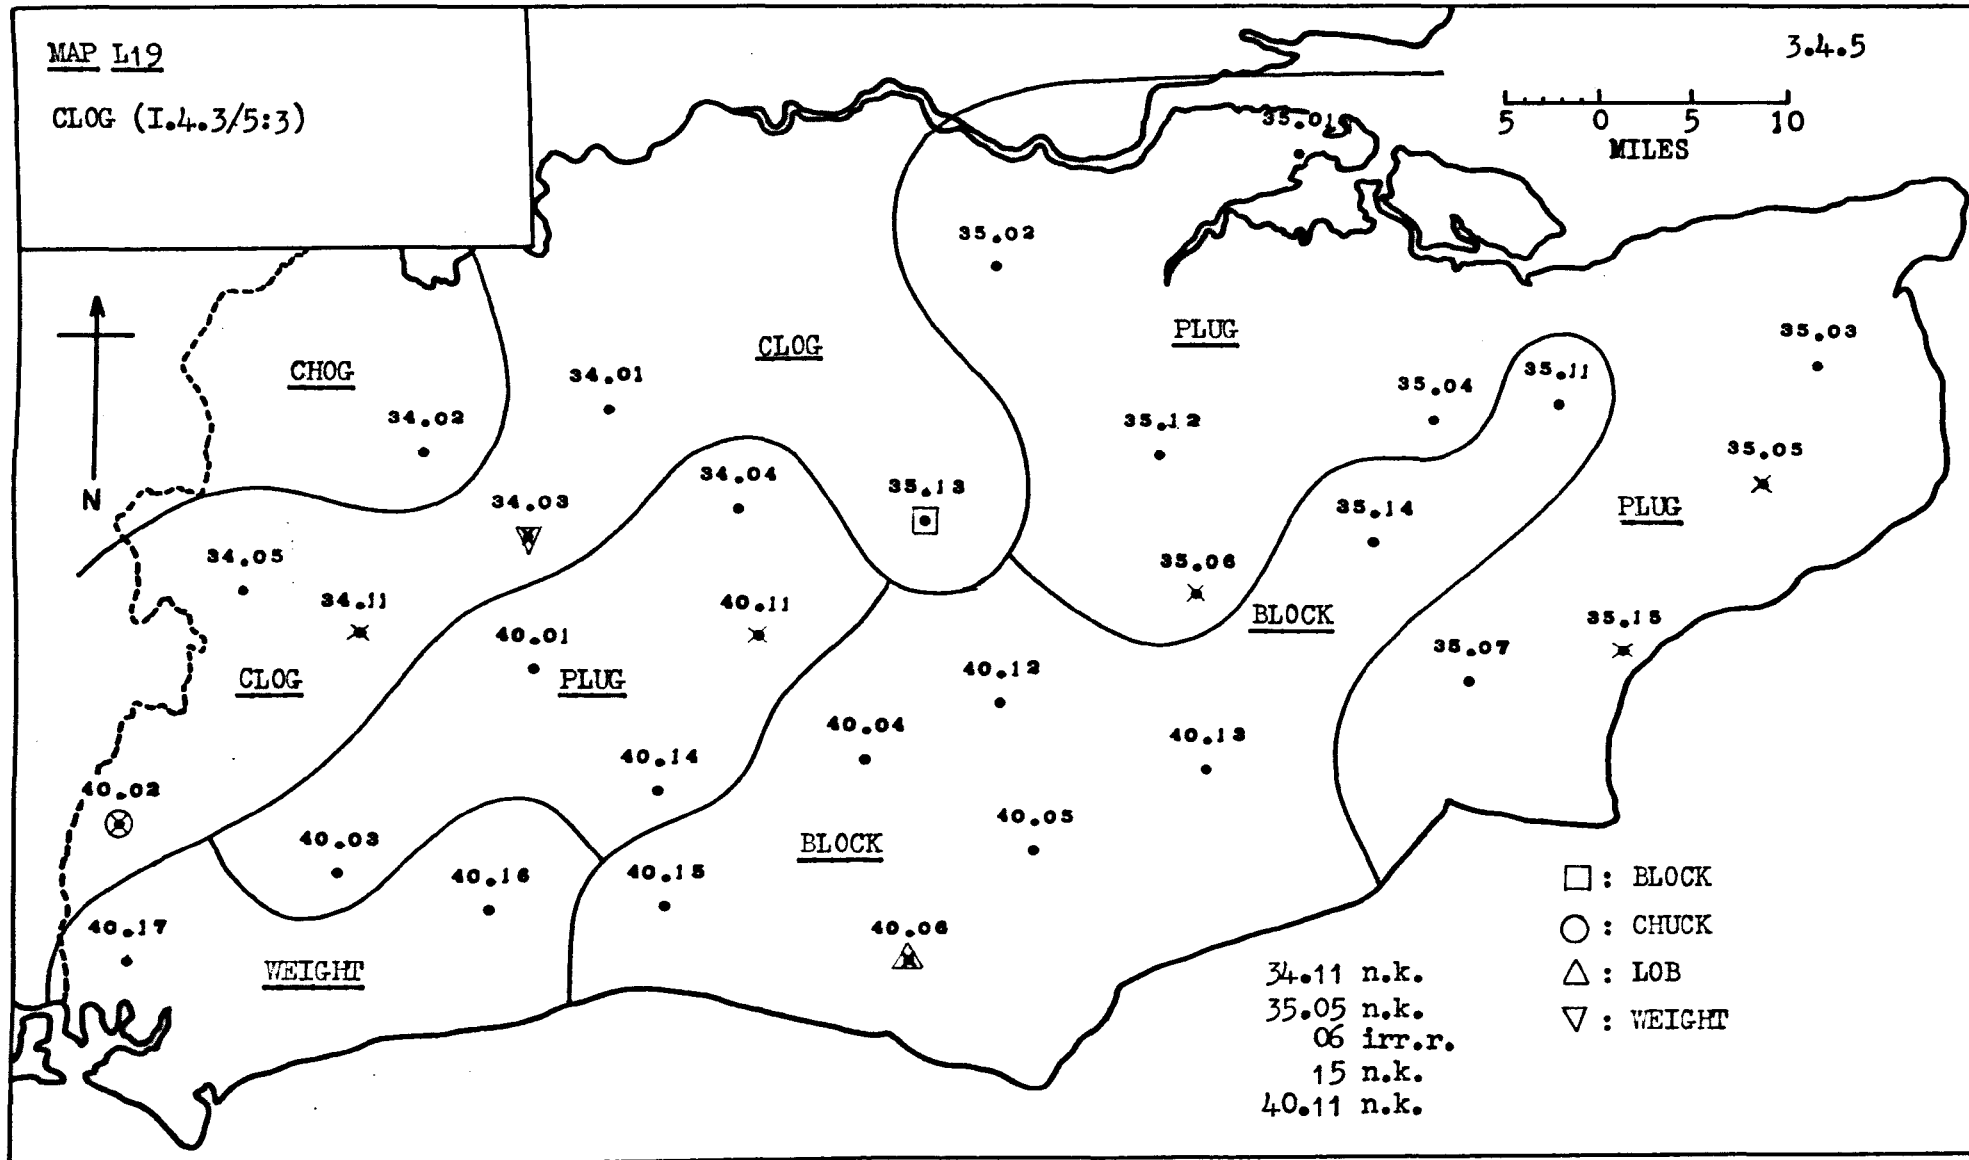 MAP L19
3.4.5
CLOG (I.4.3/5:3)
5 0 5 10
MILES
35.01
35.02
35.03
PLUG
CLOG
CHOG
34.01
34.02
35.04
35.11
35.12
35.05
34.03
34.04
35.13
35.14
PLUG
N
34.05
34.11
40.11
35.06
BLOCK
35.15
40.01
35.07
CLOG
PLUG
40.12
40.04
40.13
40.14
40.02
40.03
40.05
BLOCK
40.16
40.15
40.17
40.06
WEIGHT
□ : BLOCK
○ : CHUCK
△ : LOB
▽ : WEIGHT
34.11 n.k.
35.05 n.k.
06 irr.r.
15 n.k.
40.11 n.k.